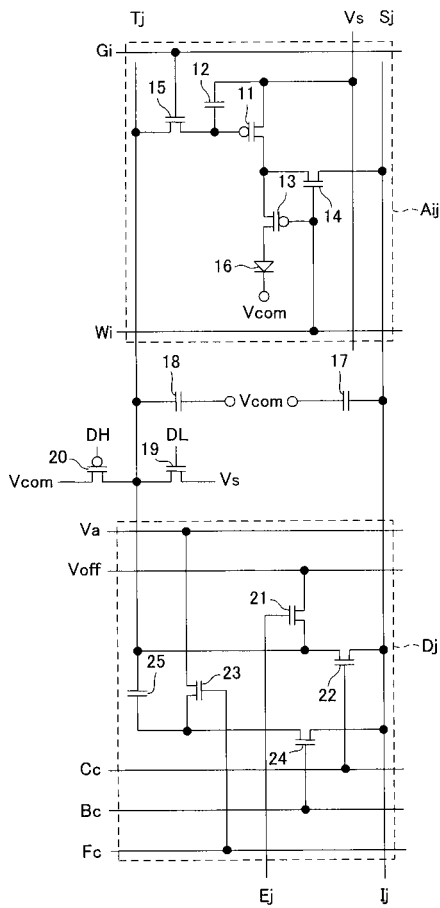 Tj Vs Sj
Gi
12
15 11
13
14 Aij
16
Vcom
Wi
18 17
Vcom
DH DL
20 19
Vcom Vs
Va
Voff
21
Dj
25 23
22
24
Cc
Bc
Fc
Ej Ij